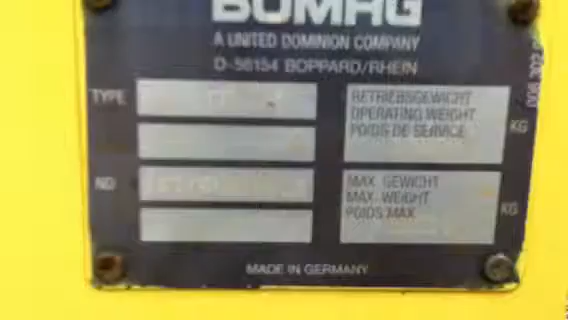 BOMAG
A UNITED DOMINION COMPANY
D-56154 BOPPARD/RHEIN
TYPE
BETRIEBSGEWICHT
OPERATING WEIGHT
POIDS DE SERVICE
KG
NO
MAX. GEWICHT
MAX. WEIGHT
POIDS MAX
KG
MADE IN GERMANY